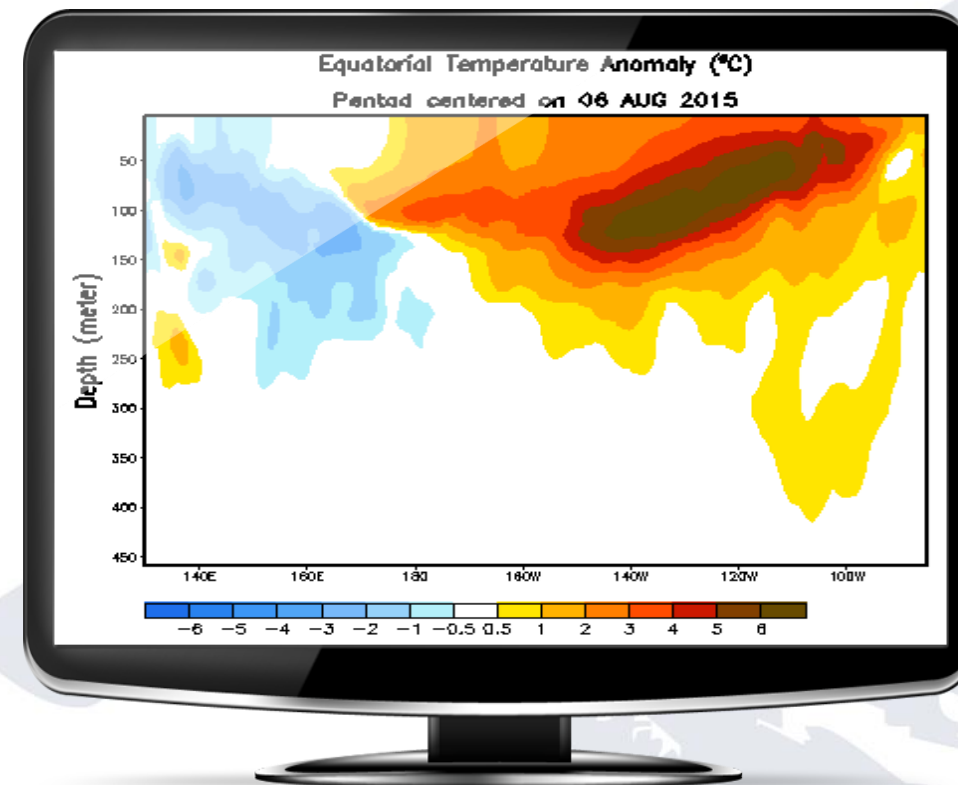 Equatorial Temperature Anomaly (°C)
Pentad centered on 06 AUG 2015
Depth (meter)
50
100
150
200
250
300
350
400
450
140E 160E 180 160W 140W 120W 100W
−6 −5 −4 −3 −2 −1 −0.5 0.5 1 2 3 4 5 6